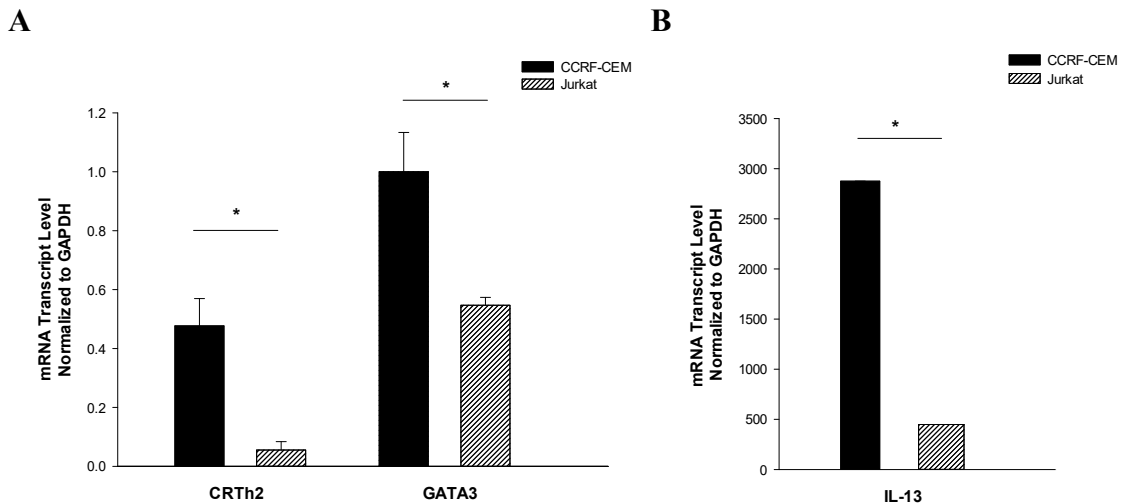 A
CCRF-CEM
Jurkat
*
*
1.2
1.0
0.8
0.6
0.4
0.2
0.0
mRNA Transcript Level
Normalized to GAPDH
CRTh2
GATA3
B
CCRF-CEM
Jurkat
*
3500
3000
2500
2000
1500
1000
500
0
mRNA Transcript Level
Normalized to GAPDH
IL-13